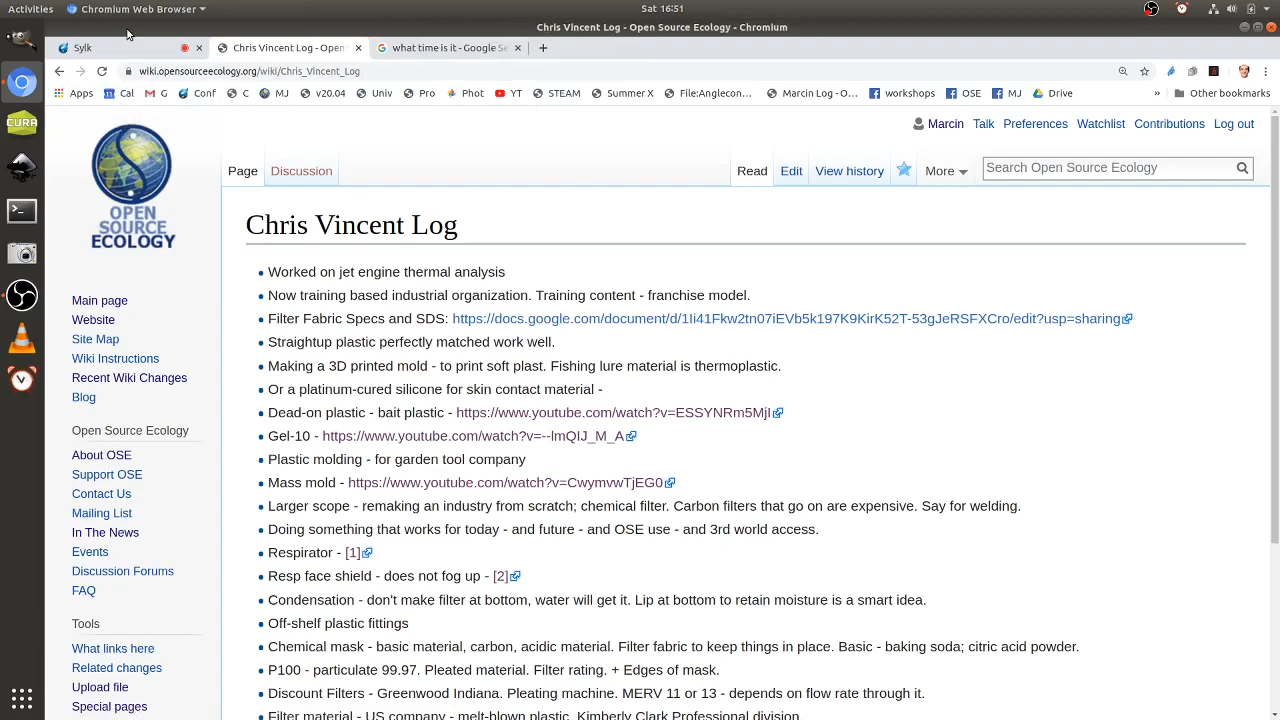 Activities Chromium Web Browser Sat 16:51
Chris Vincent Log - Open Source Ecology - Chromium
Sylk Chris Vincent Log - Open what time is it - Google Se
wiki.opensourceecology.org/wiki/Chris_Vincent_Log
Apps Cal G Conf C MJ v20.04 Univ Pro Phot YT STEAM Summer X File:Anglecon... Marcin Log - O... workshops OSE MJ Drive » Other bookmarks
Marcin Talk Preferences Watchlist Contributions Log out
Page Discussion Read Edit View history More Search Open Source Ecology
CURA
OPEN
SOURCE
ECOLOGY
Chris Vincent Log
Worked on jet engine thermal analysis
Now training based industrial organization. Training content - franchise model.
Filter Fabric Specs and SDS: https://docs.google.com/document/d/1Ii41Fkw2tn07iEVb5k197K9KirK52T-53gJeRSFXCro/edit?usp=sharing
Straightup plastic perfectly matched work well.
Making a 3D printed mold - to print soft plast. Fishing lure material is thermoplastic.
Or a platinum-cured silicone for skin contact material -
Dead-on plastic - bait plastic - https://www.youtube.com/watch?v=ESSYNRm5MjI
Gel-10 - https://www.youtube.com/watch?v=--lmQIJ_M_A
Plastic molding - for garden tool company
Mass mold - https://www.youtube.com/watch?v=CwymvwTjEG0
Larger scope - remaking an industry from scratch; chemical filter. Carbon filters that go on are expensive. Say for welding.
Doing something that works for today - and future - and OSE use - and 3rd world access.
Respirator - [1]
Resp face shield - does not fog up - [2]
Condensation - don't make filter at bottom, water will get it. Lip at bottom to retain moisture is a smart idea.
Off-shelf plastic fittings
Chemical mask - basic material, carbon, acidic material. Filter fabric to keep things in place. Basic - baking soda; citric acid powder.
P100 - particulate 99.97. Pleated material. Filter rating. + Edges of mask.
Discount Filters - Greenwood Indiana. Pleating machine. MERV 11 or 13 - depends on flow rate through it.
Filter material - US company - melt-blown plastic. Kimberly Clark Professional division.
Main page
Website
Site Map
Wiki Instructions
Recent Wiki Changes
Blog
Open Source Ecology
About OSE
Support OSE
Contact Us
Mailing List
In The News
Events
Discussion Forums
FAQ
Tools
What links here
Related changes
Upload file
Special pages